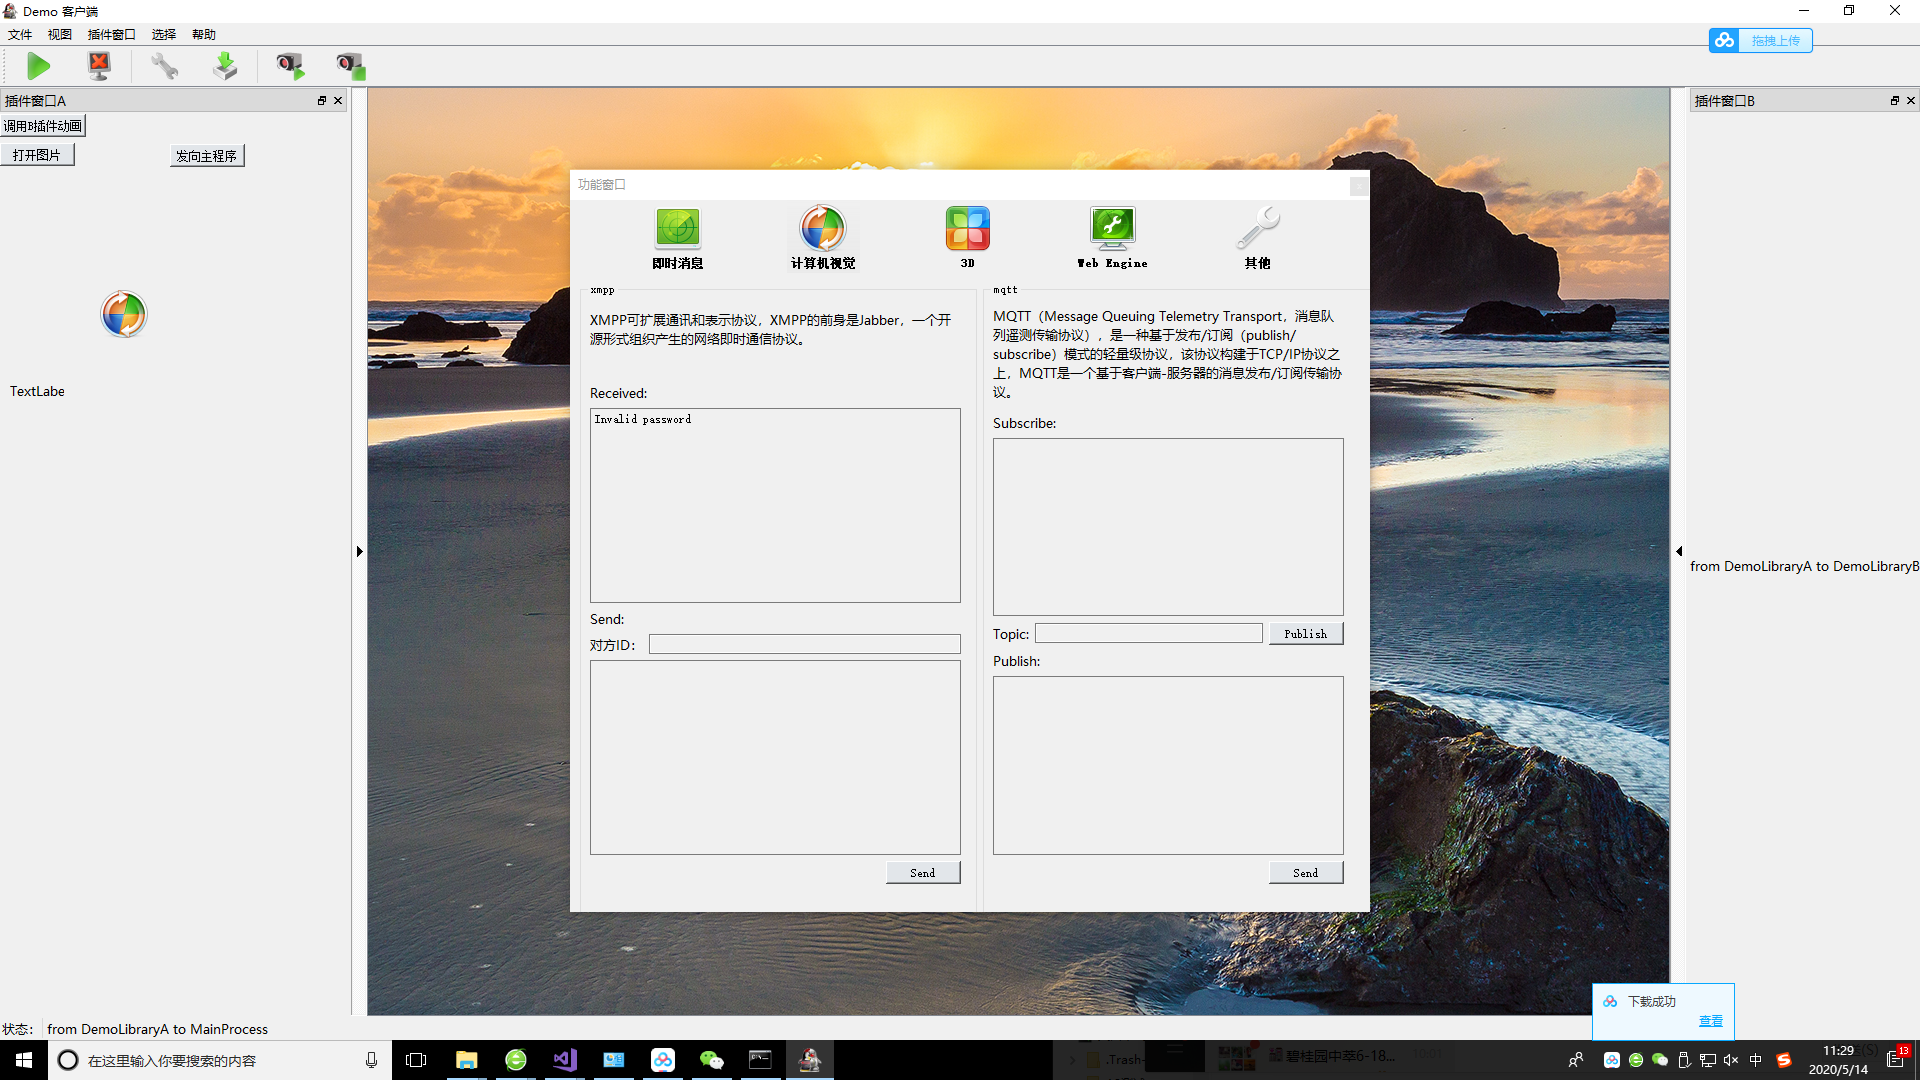 Demo 客户端
文件 视图 插件窗口 选择 帮助
拖拽上传
插件窗口A
调用B插件动画
打开图片 发向主程序
TextLabe
功能窗口
即时消息 计算机视觉 3D Web Engine 其他
xmpp
XMPP可扩展通讯和表示协议，XMPP的前身是Jabber，一个开
源形式组织产生的网络即时通信协议。
Received:
Invalid password
Send:
对方ID：
Send
mqtt
MQTT（Message Queuing Telemetry Transport，消息队
列遥测传输协议），是一种基于发布/订阅（publish/
subscribe）模式的轻量级协议，该协议构建于TCP/IP协议之
上，MQTT是一个基于客户端-服务器的消息发布/订阅传输协
议。
Subscribe:
Topic: Publish
Publish:
Send
插件窗口B
from DemoLibraryA to DemoLibraryB
下载成功
查看
状态： from DemoLibraryA to MainProcess
在这里输入你要搜索的内容
.Trash-
碧桂园中萃6-18...
中
11:29
2020/5/14
13